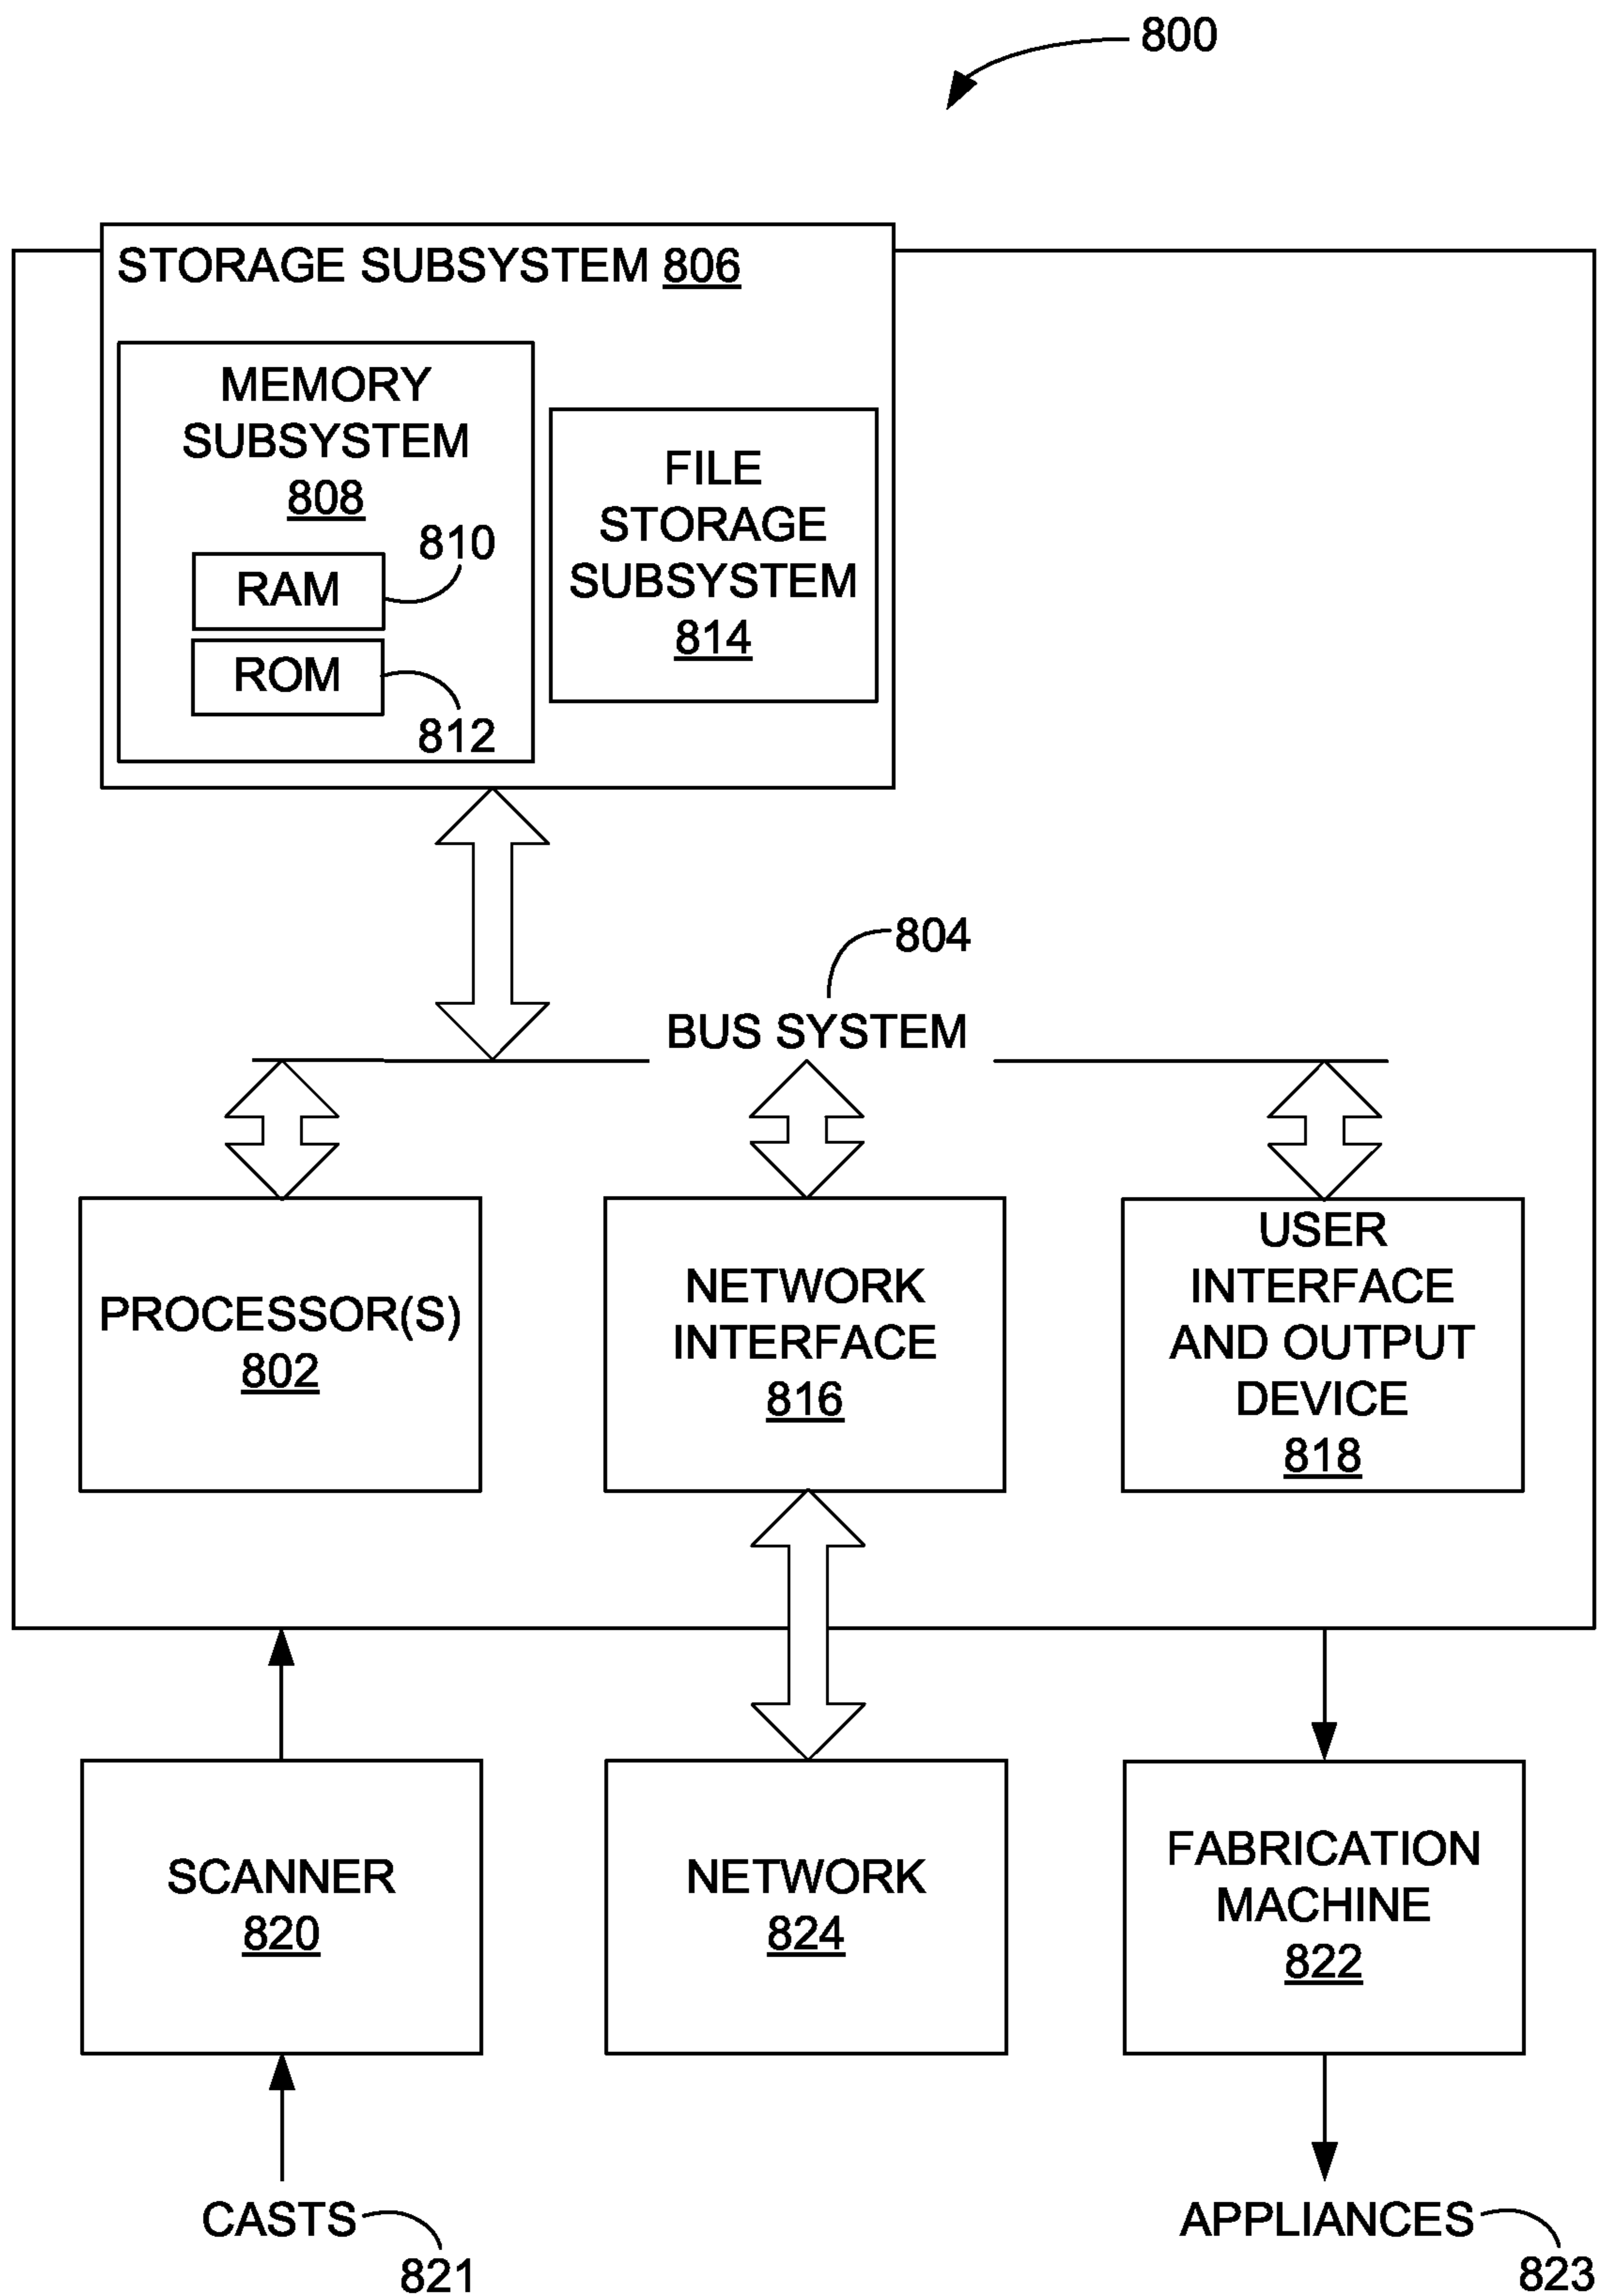 800
STORAGE SUBSYSTEM 806
MEMORY
SUBSYSTEM
808
810
RAM
ROM
812
FILE
STORAGE
SUBSYSTEM
814
804
BUS SYSTEM
PROCESSOR(S)
802
NETWORK
INTERFACE
816
USER
INTERFACE
AND OUTPUT
DEVICE
818
SCANNER
820
NETWORK
824
FABRICATION
MACHINE
822
CASTS
821
APPLIANCES
823